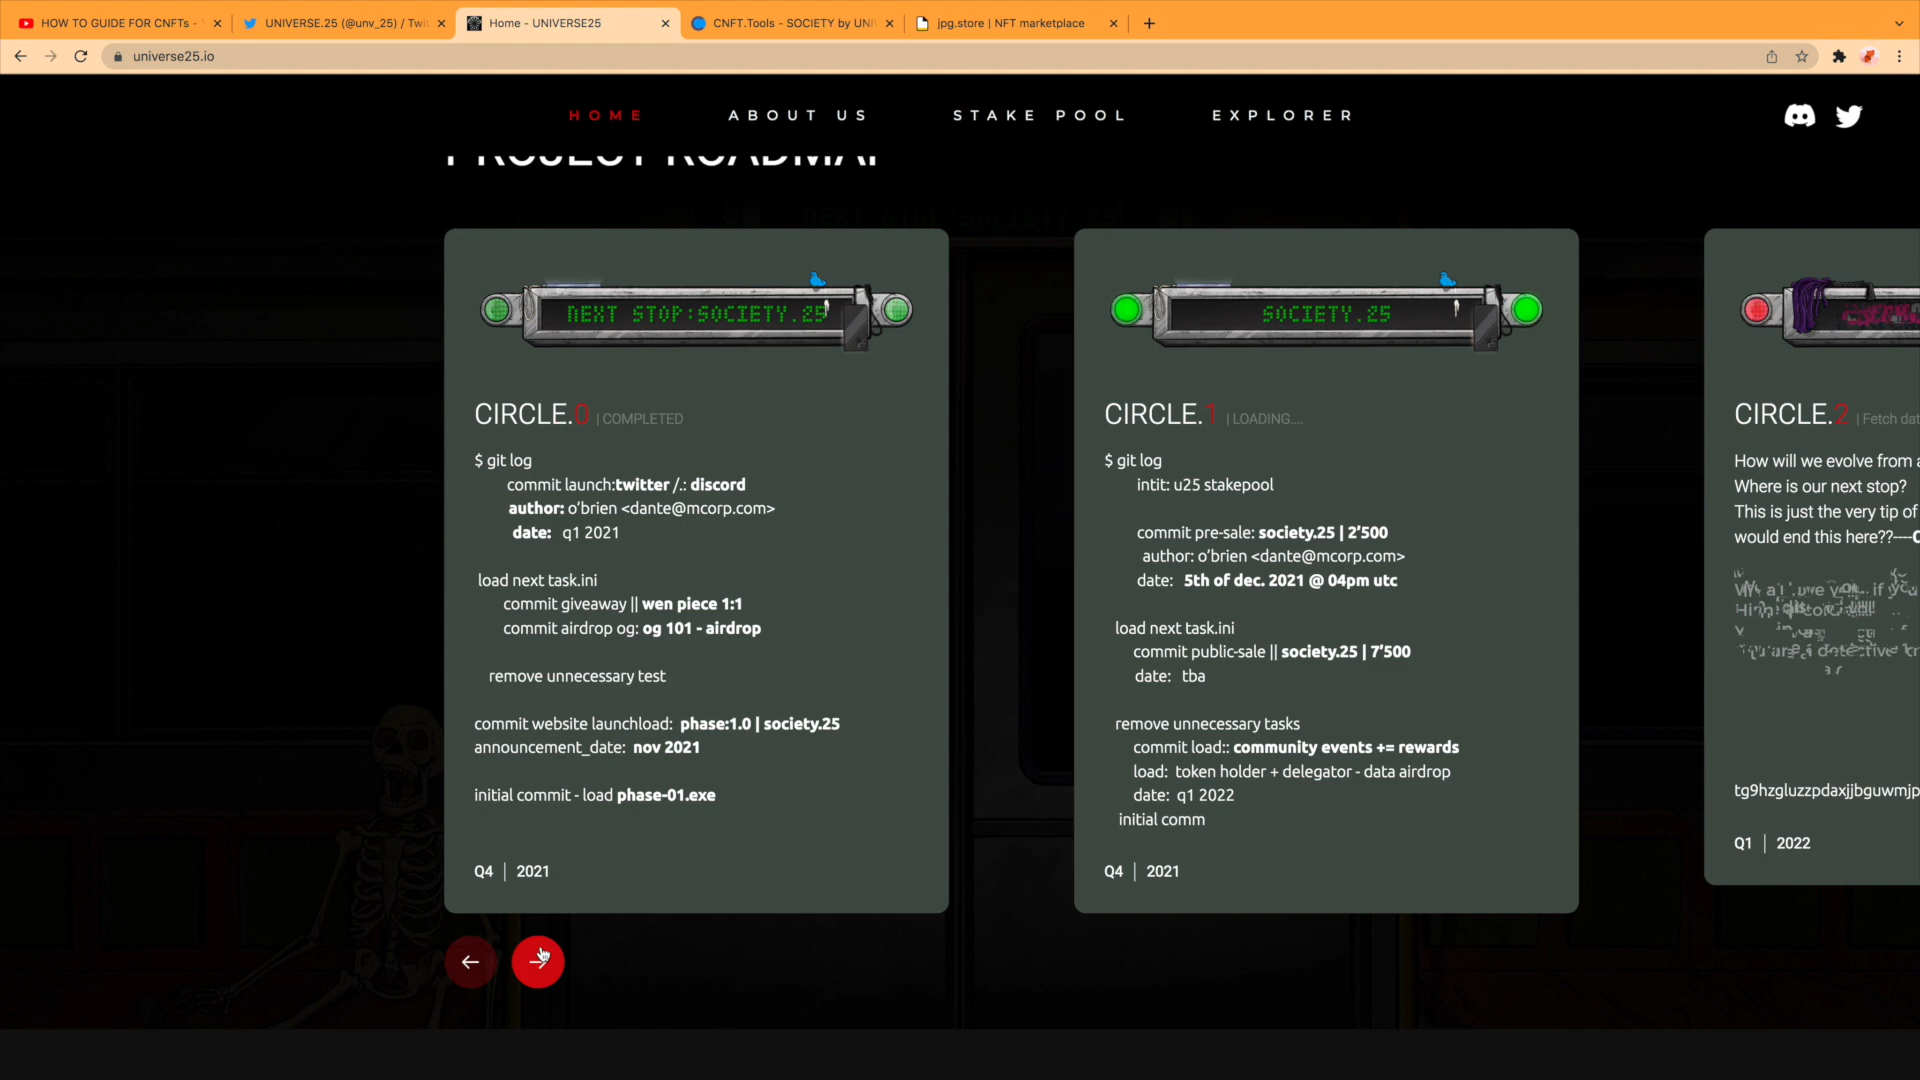 HOW TO GUIDE FOR CNFTs -
UNIVERSE.25 (@unv_25) / Twit
Home - UNIVERSE25
CNFT.Tools - SOCIETY by UNI
jpg.store | NFT marketplace
universe25.io
HOME
ABOUT US
STAKE POOL
EXPLORER
PROJECT ROADMAP
NEXT STOP:SOCIETY.25
CIRCLE.0 | COMPLETED
$ git log
commit launch:twitter /.: discord
author: o’brien <dante@mcorp.com>
date: q1 2021
load next task.ini
commit giveaway || wen piece 1:1
commit airdrop og: og 101 - airdrop
remove unnecessary test
commit website launchload: phase:1.0 | society.25
announcement_date: nov 2021
initial commit - load phase-01.exe
Q4 | 2021
SOCIETY.25
CIRCLE.1 | LOADING....
$ git log
intit: u25 stakepool
commit pre-sale: society.25 | 2’500
author: o’brien <dante@mcorp.com>
date: 5th of dec. 2021 @ 04pm utc
load next task.ini
commit public-sale || society.25 | 7’500
date: tba
remove unnecessary tasks
commit load:: community events += rewards
load: token holder + delegator - data airdrop
date: q1 2022
initial comm
Q4 | 2021
CIRCLE.2 | Fetch dat
How will we evolve from a
Where is our next stop?
This is just the very tip of
would end this here??----C
tg9hzgluzzpdaxjjbguwmjp
Q1 | 2022